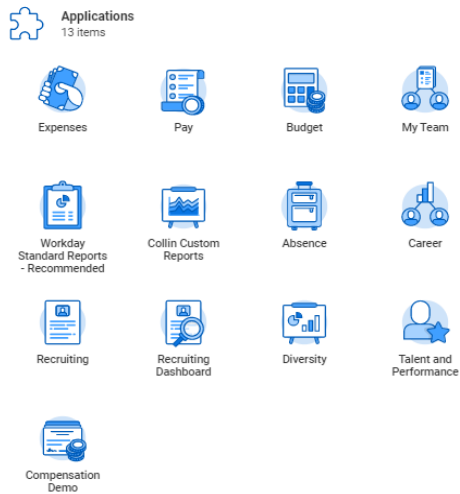 Applications
13 items
Expenses
Pay
Budget
My Team
Workday
Standard Reports
- Recommended
Collin Custom
Reports
Absence
Career
Recruiting
Recruiting
Dashboard
Diversity
Talent and
Performance
Compensation
Demo